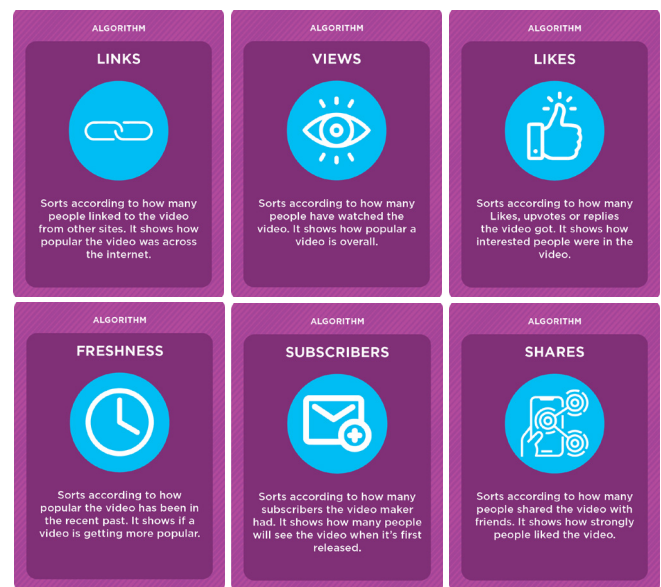 ALGORITHM
LINKS
Sorts according to how many
people linked to the video
from other sites. It shows how
popular the video was across
the internet.
ALGORITHM
VIEWS
Sorts according to how many
people have watched the
video. It shows how popular a
video is overall.
ALGORITHM
LIKES
Sorts according to how many
Likes, upvotes or replies
the video got. It shows how
interested people were in the
video.
ALGORITHM
FRESHNESS
Sorts according to how
popular the video has been in
the recent past. It shows if a
video is getting more popular.
ALGORITHM
SUBSCRIBERS
Sorts according to how many
subscribers the video maker
had. It shows how many people
will see the video when it's first
released.
ALGORITHM
SHARES
Sorts according to how many
people shared the video with
friends. It shows how strongly
people liked the video.